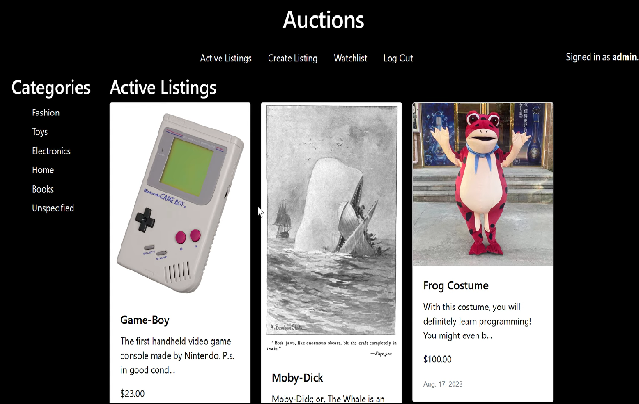 Auctions
Active Listings Create Listing Watchlist Log Out
Signed in as admin.
Categories
Fashion
Toys
Electronics
Home
Books
Unspecified
Active Listings
Nintendo GAME BOY
Game-Boy
The first handheld video game
console made by Nintendo. P.s.
in good cond...
$23.00
Moby-Dick
Moby-Dick; or, The Whale is an
Frog Costume
With this costume, you will
definitely learn programming!
You might even b...
$100.00
Aug. 17, 2023